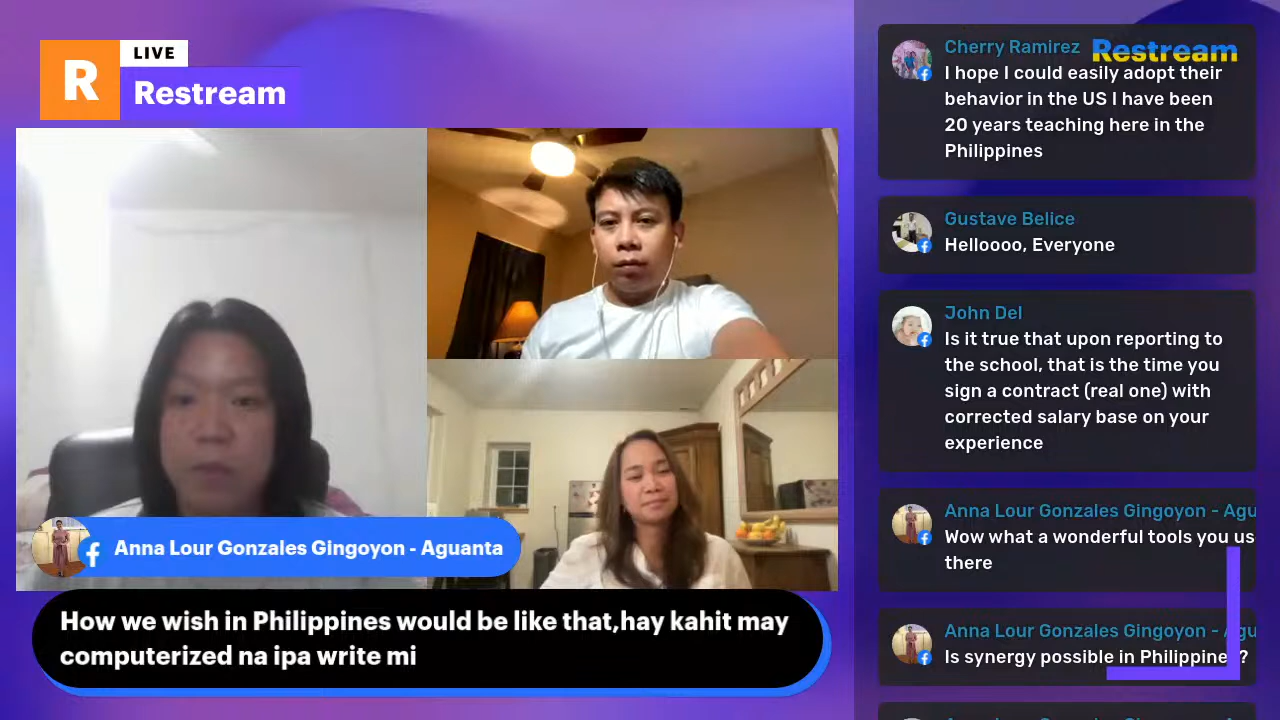 R
LIVE
Restream
Anna Lour Gonzales Gingoyon - Aguanta
How we wish in Philippines would be like that,hay kahit may
computerized na ipa write mi
Restream
Cherry Ramirez
I hope I could easily adopt their
behavior in the US I have been
20 years teaching here in the
Philippines
Gustave Belice
Helloooo, Everyone
John Del
Is it true that upon reporting to
the school, that is the time you
sign a contract (real one) with
corrected salary base on your
experience
Anna Lour Gonzales Gingoyon - Agu
Wow what a wonderful tools you us
there
Anna Lour Gonzales Gingoyon - Agu
Is synergy possible in Philippine ?